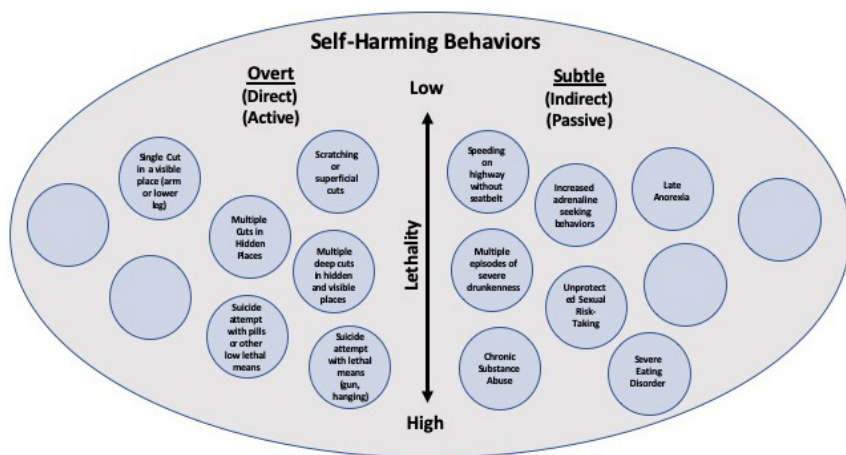 Self-Harming Behaviors
Overt
(Direct)
(Active)
Low
Subtle
(Indirect)
(Passive)
Single Cut
in a visible
place (arm
or lower
leg)
Scratching
or
superficial
cuts
Multiple
Cuts in
Hidden
Places
Multiple
deep cuts
in hidden
and visible
places
Suicide
attempt
with pills
or other
low lethal
means
Suicide
attempt
with lethal
means
(gun,
hanging)
Lethality
High
Speeding
on
highway
without
seatbelt
Increased
adrenaline
seeking
behaviors
Late
Anorexia
Multiple
episodes of
severe
drunkenness
Unprotect
ed Sexual
Risk-
Taking
Chronic
Substance
Abuse
Severe
Eating
Disorder